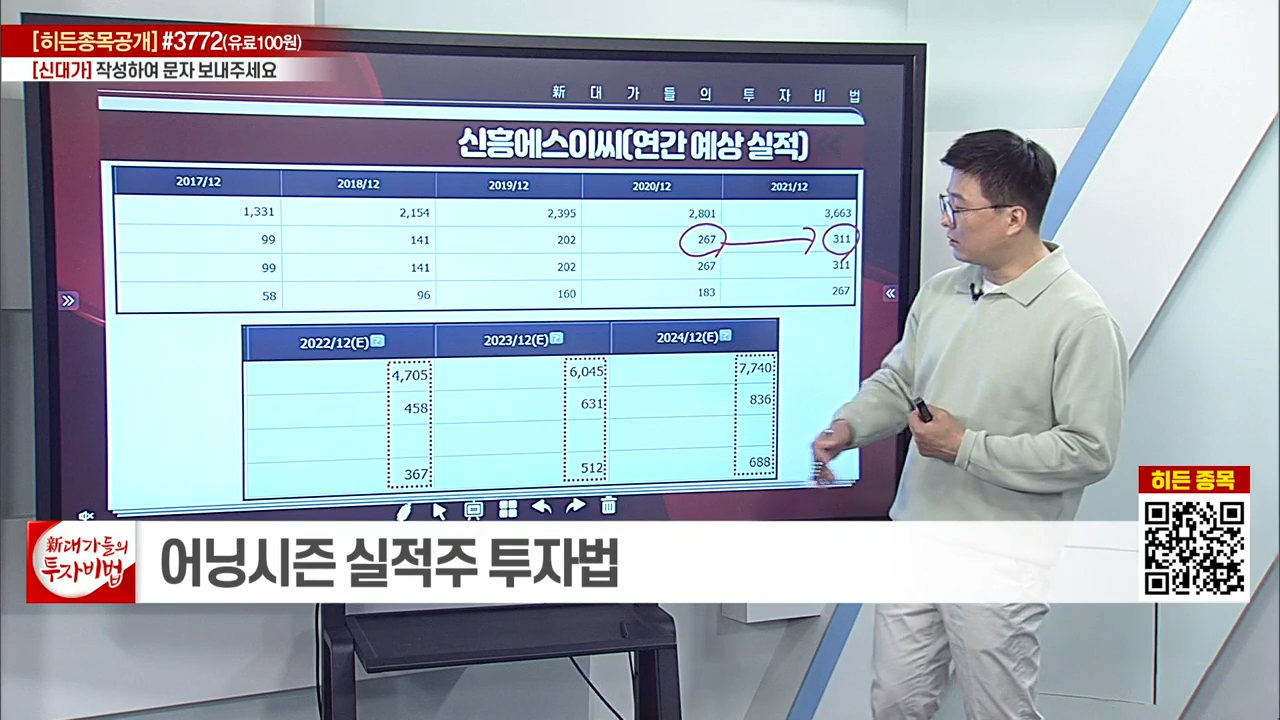 [히든종목공개] #3772(유료100원)
[신대가] 작성하여 문자 보내주세요
新 대 가 들 의 투 자 비 법
신흥에스이씨(연간 예상 실적)
2017/12 2018/12 2019/12 2020/12 2021/12
1,331 2,154 2,395 2,801 3,663
99 141 202 267 311
99 141 202 267 311
58 96 160 183 267
2022/12(E) 2023/12(E) 2024/12(E)
4,705 6,045 7,740
458 631 836
367 512 688
히든 종목
新대가들의
투자비법
어닝시즌 실적주 투자법